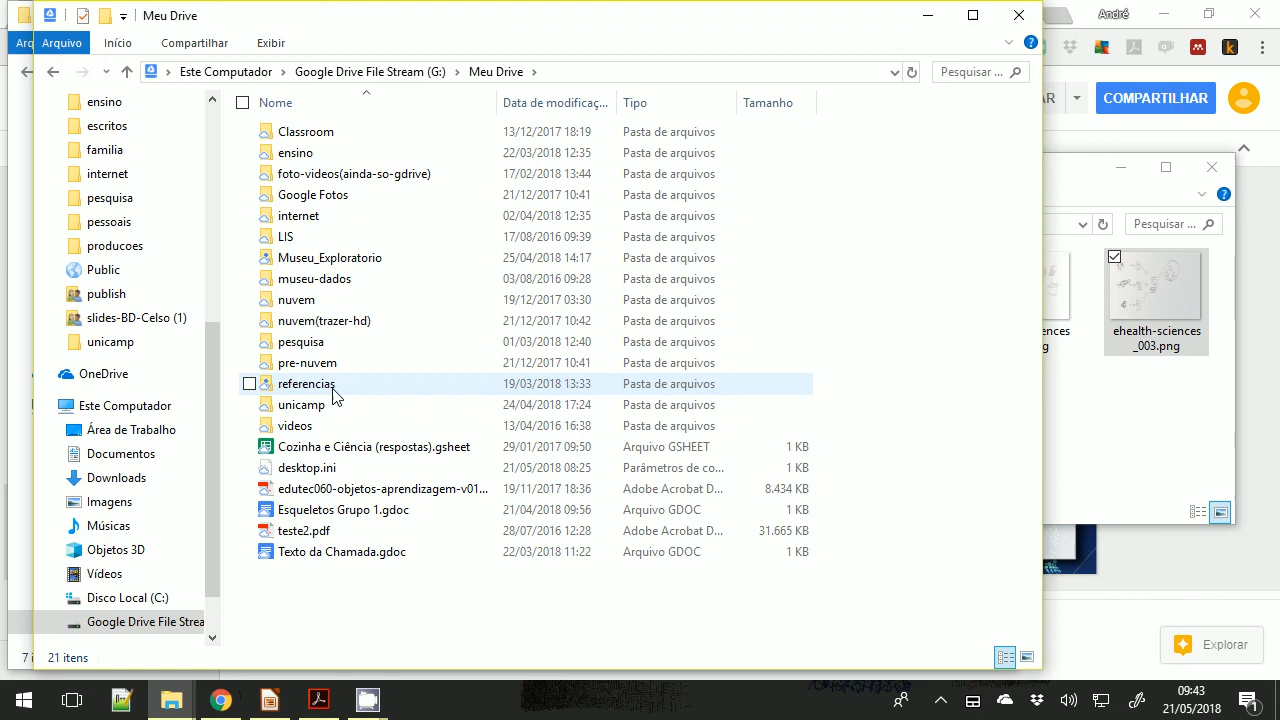 Meu Drive
André
Arq
Arquivo
Início
Compartilhar
Exibir
Este Computador
Google Drive File Stream (G:)
Meu Drive
Pesquisar ...
AR
COMPARTILHAR
ensino
escritos
familia
internet
pesquisa
pessoais
producoes
Public
publish
slides-BD-Celso (1)
unicamp
OneDrive
Este Computador
Área de Trabalho
Documentos
Downloads
Imagens
Músicas
Objetos 3D
Vídeos
Disco Local (C:)
Google Drive File Strea
Nome
Data de modificaç...
Tipo
Tamanho
Classroom 13/12/2017 18:19 Pasta de arquivos
ensino 22/03/2018 12:35 Pasta de arquivos
foto-videos(ainda-so-gdrive) 17/02/2018 13:44 Pasta de arquivos
Google Fotos 21/12/2017 10:41 Pasta de arquivos
internet 02/04/2018 12:35 Pasta de arquivos
LIS 17/08/2016 09:39 Pasta de arquivos
Museu_Exploratorio 25/04/2018 14:17 Pasta de arquivos
museu-dados 03/08/2016 09:28 Pasta de arquivos
nuvem 19/12/2017 03:30 Pasta de arquivos
nuvem(trazer-hd) 21/12/2017 10:42 Pasta de arquivos
pesquisa 01/03/2018 12:40 Pasta de arquivos
pre-nuvem 21/12/2017 10:41 Pasta de arquivos
referencias 19/03/2018 13:33 Pasta de arquivos
unicamp 24/04/2018 17:24 Pasta de arquivos
videos 13/04/2016 16:38 Pasta de arquivos
Cozinha e Ciência (respostas).gsheet 29/01/2017 09:50 Arquivo GSHEET 1 KB
desktop.ini 21/05/2018 08:25 Parâmetros de co... 1 KB
edutec060-objetos-aprendizagem-v01... 19/11/2017 18:36 Adobe Acrobat D... 8.434 KB
Esqueletos Grupo 1.gdoc 21/04/2018 09:56 Arquivo GDOC 1 KB
teste2.pdf 28/07/2016 12:28 Adobe Acrobat D... 31.665 KB
Texto da Chamada.gdoc 22/03/2018 11:22 Arquivo GDOC 1 KB
Pesquisar ...
ences
g
ehealth-sciences
_003.png
Explorar
7 i
21 itens
09:43
21/05/2018
1